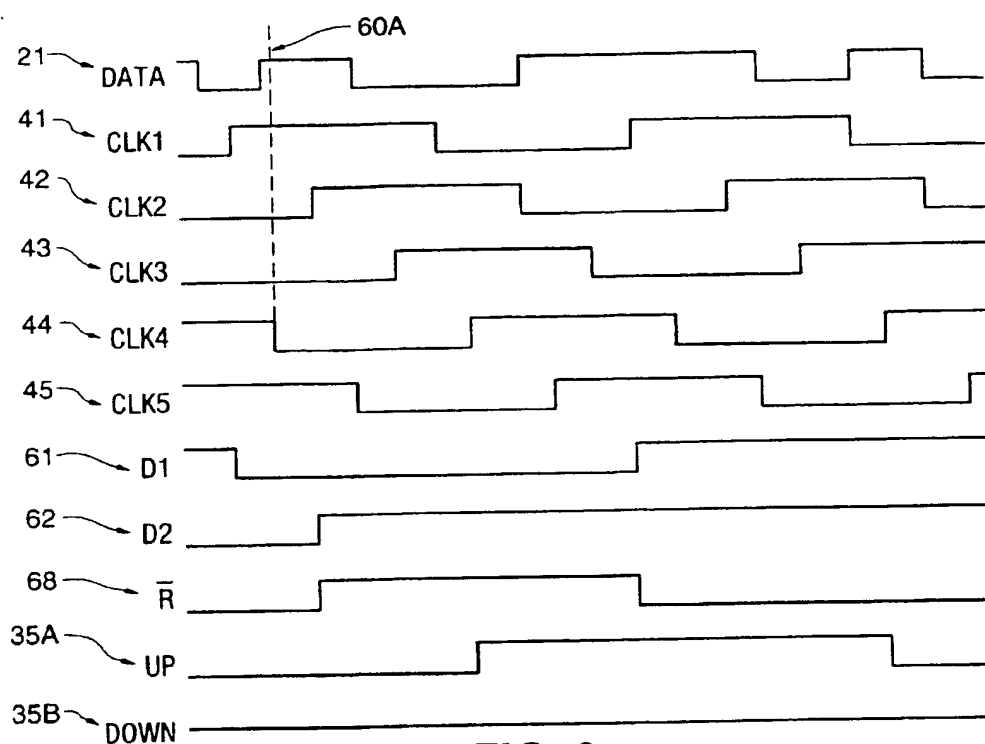 60A
21 DATA
41 CLK1
42 CLK2
43 CLK3
44 CLK4
45 CLK5
61 D1
62 D2
68 R̅
35A UP
35B DOWN